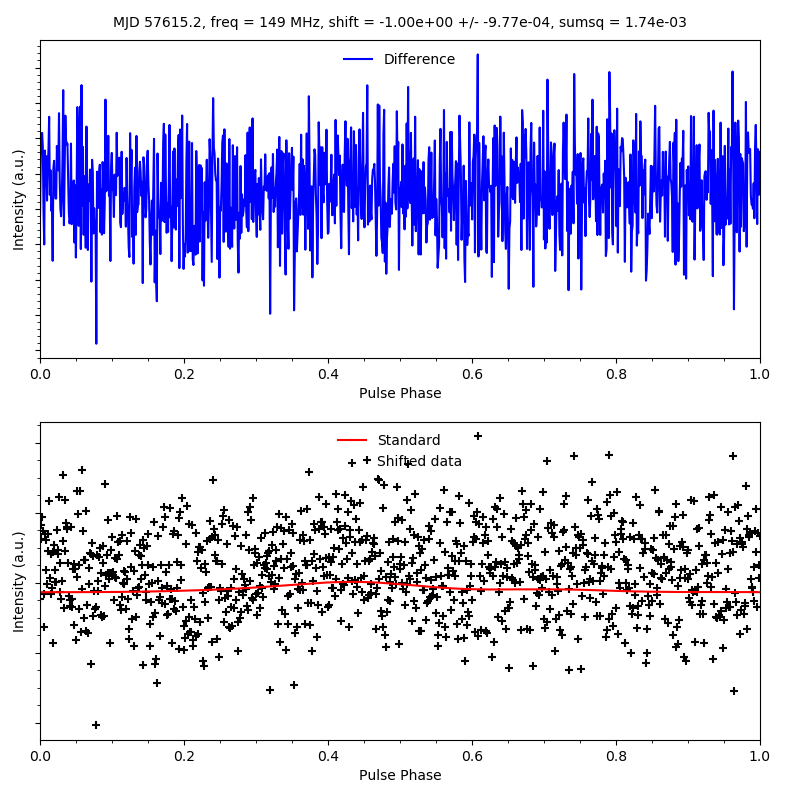 MJD 57615.2, freq = 149 MHz, shift = -1.00e+00 +/- -9.77e-04, sumsq = 1.74e-03
Difference
Intensity (a.u.)
0.0 0.2 0.4 0.6 0.8 1.0
Pulse Phase
Standard
Shifted data
Intensity (a.u.)
0.0 0.2 0.4 0.6 0.8 1.0
Pulse Phase